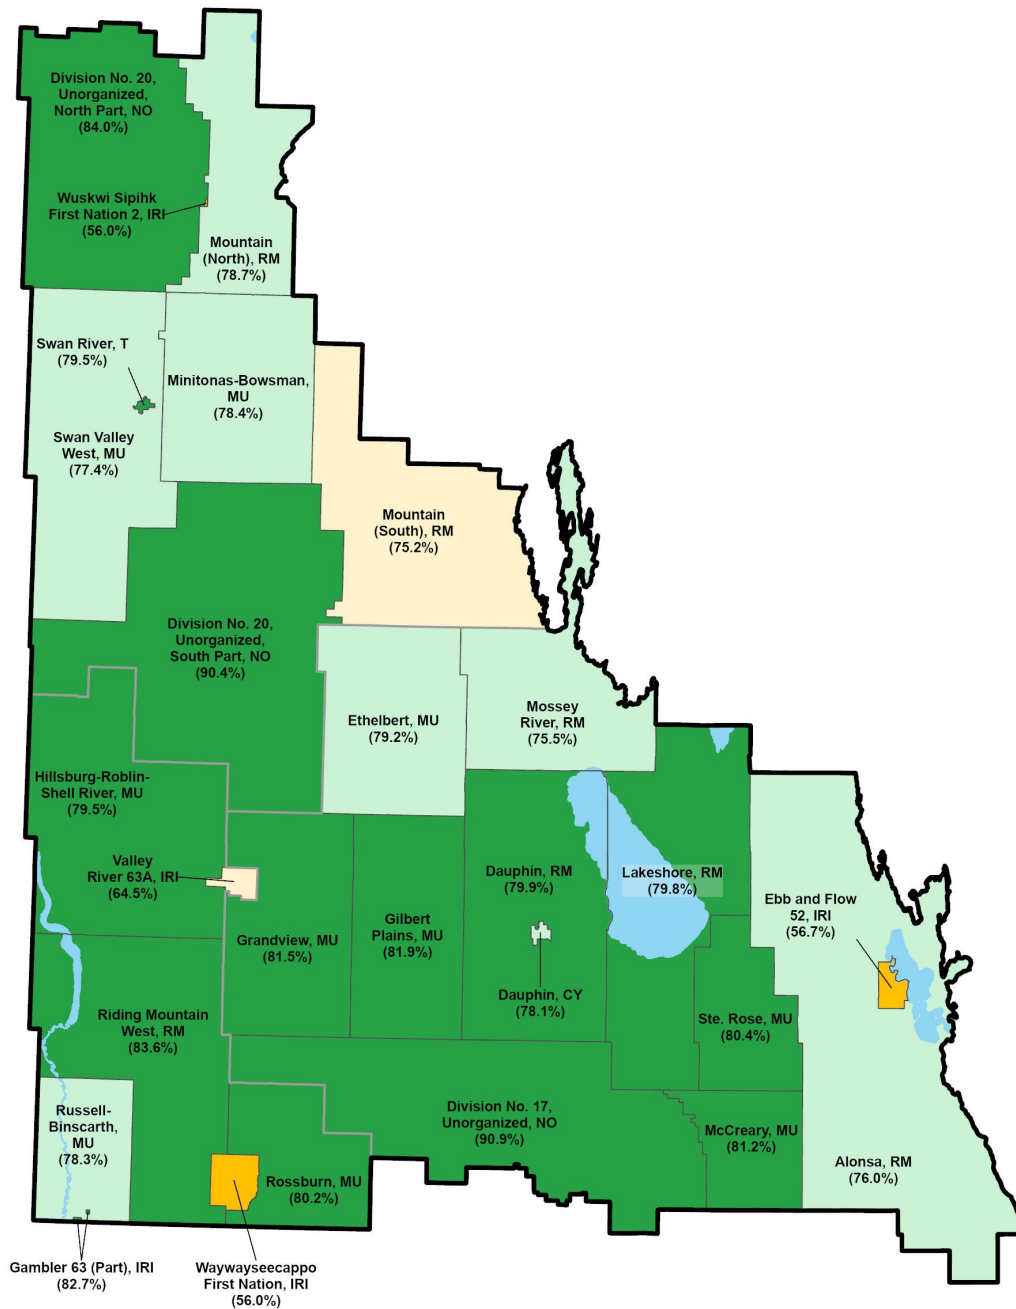 Division No. 20,
Unorganized,
North Part, NO
(84.0%)
Wuskwi Sipihk
First Nation 2, IRI
(56.0%)
Mountain
(North), RM
(78.7%)
Swan River, T
(79.5%)
Minitonas-Bowsman,
MU
(78.4%)
Swan Valley
West, MU
(77.4%)
Mountain
(South), RM
(75.2%)
Division No. 20,
Unorganized,
South Part, NO
(90.4%)
Ethelbert, MU
(79.2%)
Mossey
River, RM
(75.5%)
Hillsburg-Roblin-
Shell River, MU
(79.5%)
Valley
River 63A, IRI
(64.5%)
Grandview, MU
(81.5%)
Gilbert
Plains, MU
(81.9%)
Dauphin, RM
(79.9%)
Lakeshore, RM
(79.8%)
Ebb and Flow
52, IRI
(56.7%)
Dauphin, CY
(78.1%)
Riding Mountain
West, RM
(83.6%)
Ste. Rose, MU
(80.4%)
Russell-
Binscarth,
MU
(78.3%)
Division No. 17,
Unorganized, NO
(90.9%)
McCreary, MU
(81.2%)
Alonsa, RM
(76.0%)
Rossburn, MU
(80.2%)
Gambler 63 (Part), IRI
(82.7%)
Waywayseecappo
First Nation, IRI
(56.0%)